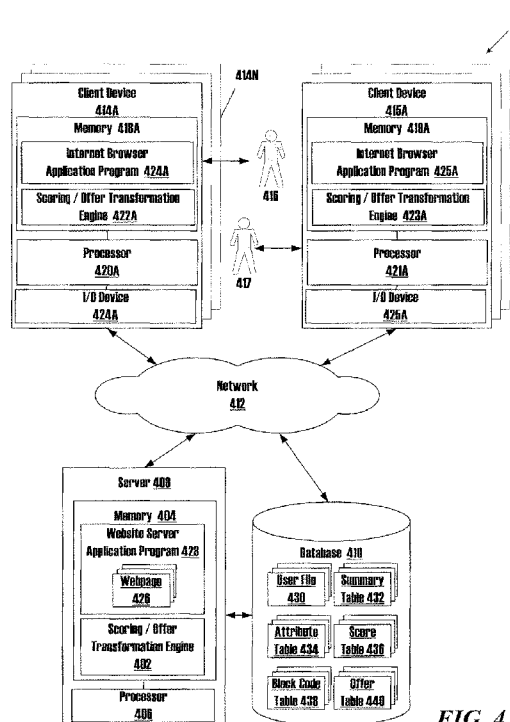 414N
Client Device
414A
Memory 418A
Internet Browser
Application Program 424A
Scoring / Offer Transformation
Engine 422A
Processor
420A
I/O Device
424A
416
417
Client Device
415A
Memory 419A
Internet Browser
Application Program 425A
Scoring / Offer Transformation
Engine 423A
Processor
421A
I/O Device
425A
Network
412
Server 408
Memory 404
Website Server
Application Program 428
Webpage
426
Scoring / Offer
Transformation Engine
402
Processor
406
Database 410
User File
430
Summary
Table 432
Attribute
Table 434
Score
Table 436
Block Code
Table 438
Offer
Table 440
FIG. 4